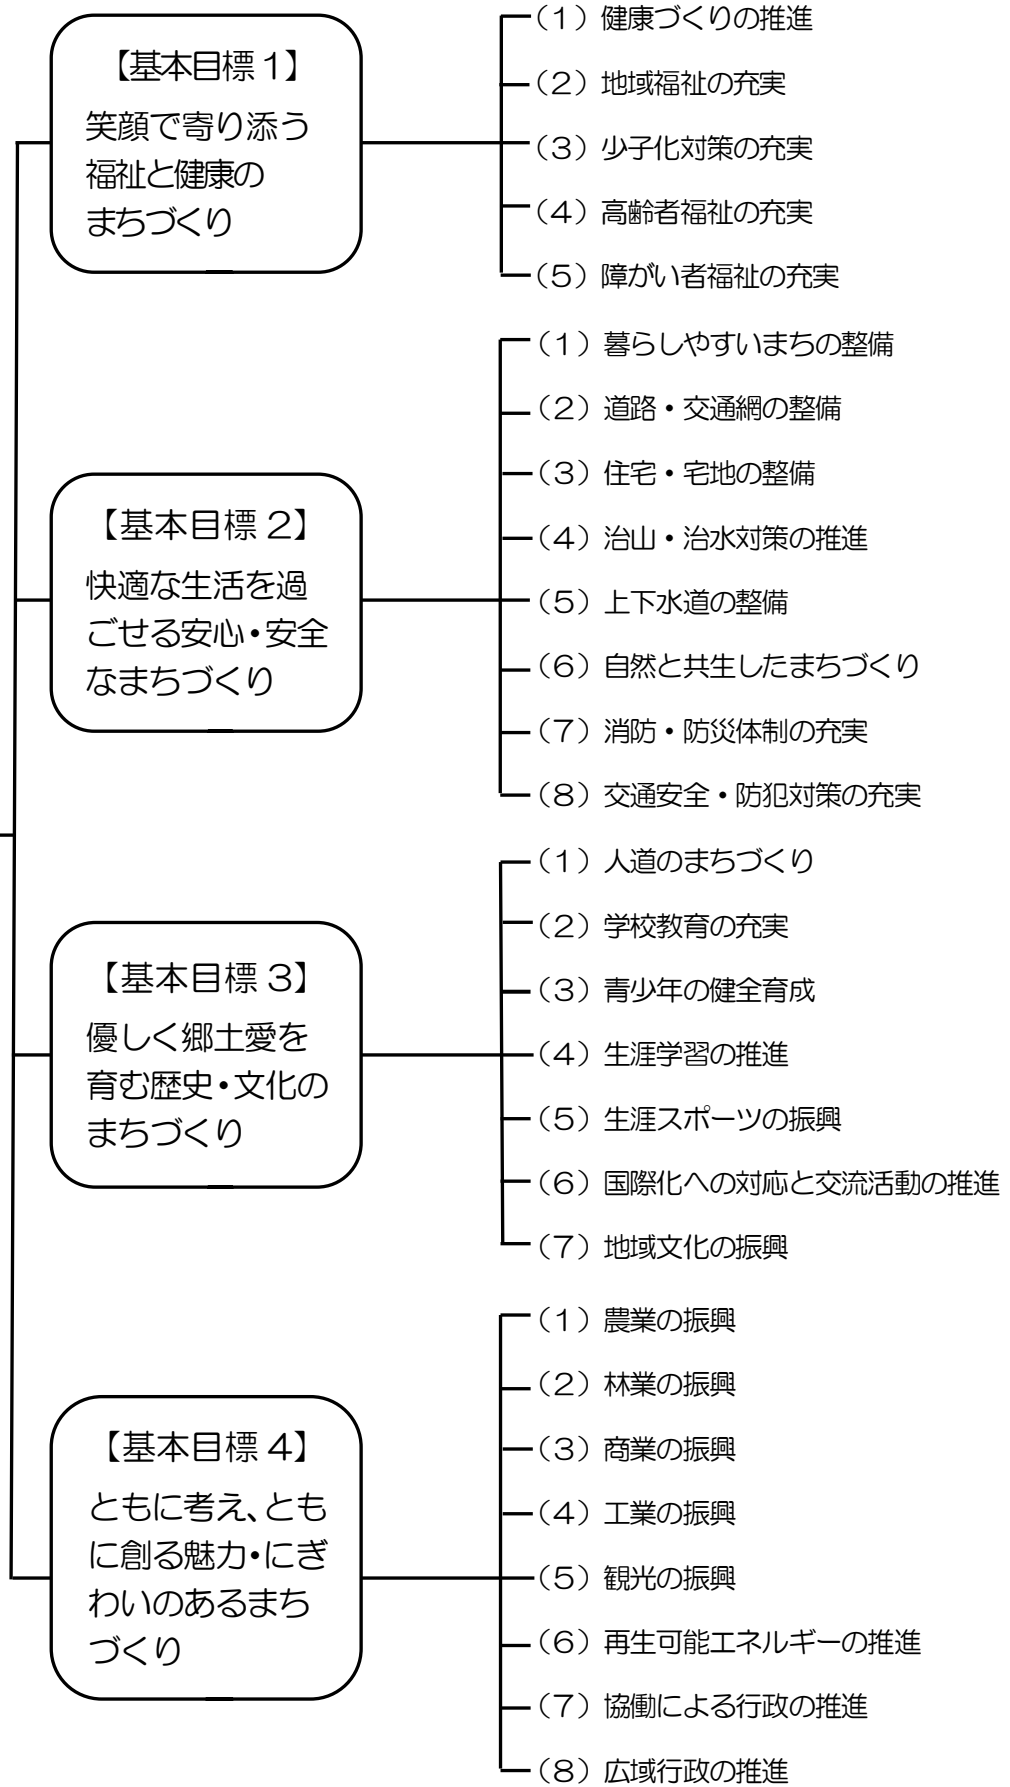 【基本目標 1】
笑顔で寄り添う
福祉と健康の
まちづくり
（1）健康づくりの推進
（2）地域福祉の充実
（3）少子化対策の充実
（4）高齢者福祉の充実
（5）障がい者福祉の充実
【基本目標 2】
快適な生活を過
ごせる安心・安全
なまちづくり
（1）暮らしやすいまちの整備
（2）道路・交通網の整備
（3）住宅・宅地の整備
（4）治山・治水対策の推進
（5）上下水道の整備
（6）自然と共生したまちづくり
（7）消防・防災体制の充実
（8）交通安全・防犯対策の充実
【基本目標 3】
優しく郷土愛を
育む歴史・文化の
まちづくり
（1）人道のまちづくり
（2）学校教育の充実
（3）青少年の健全育成
（4）生涯学習の推進
（5）生涯スポーツの振興
（6）国際化への対応と交流活動の推進
（7）地域文化の振興
【基本目標 4】
ともに考え、とも
に創る魅力・にぎ
わいのあるまち
づくり
（1）農業の振興
（2）林業の振興
（3）商業の振興
（4）工業の振興
（5）観光の振興
（6）再生可能エネルギーの推進
（7）協働による行政の推進
（8）広域行政の推進